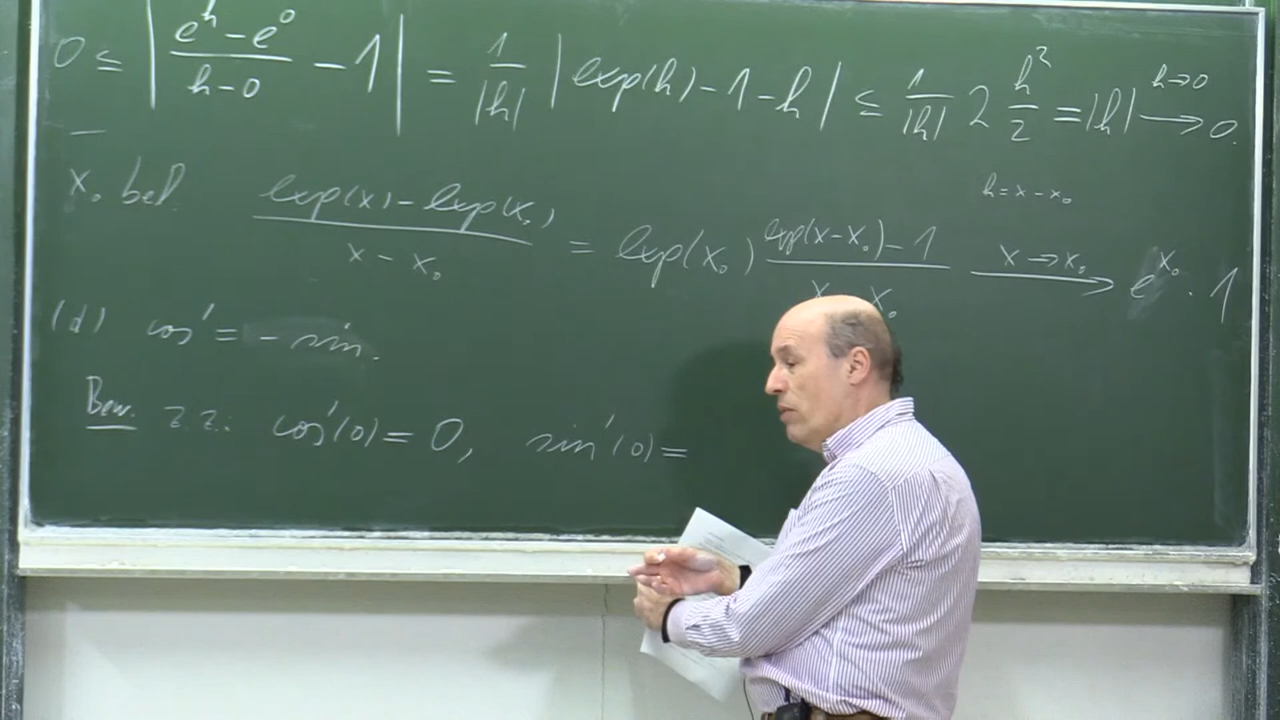 0 ≤ | (e^h - e^0)/(h-0) - 1 | = 1/|h| | exp(h) - 1 - h | ≤ 1/|h| 2 h²/2 = |h| →^{h→0} 0.
h = x - x₀
x₀ bel. (exp(x) - exp(x₀))/(x - x₀) = exp(x₀) (exp(x-x₀) - 1)/(x x₀) →^{x→x₀} e^{x₀} · 1
(d) cos' = - sin.
Bew. z.z.: cos'(0) = 0, sin'(0) =